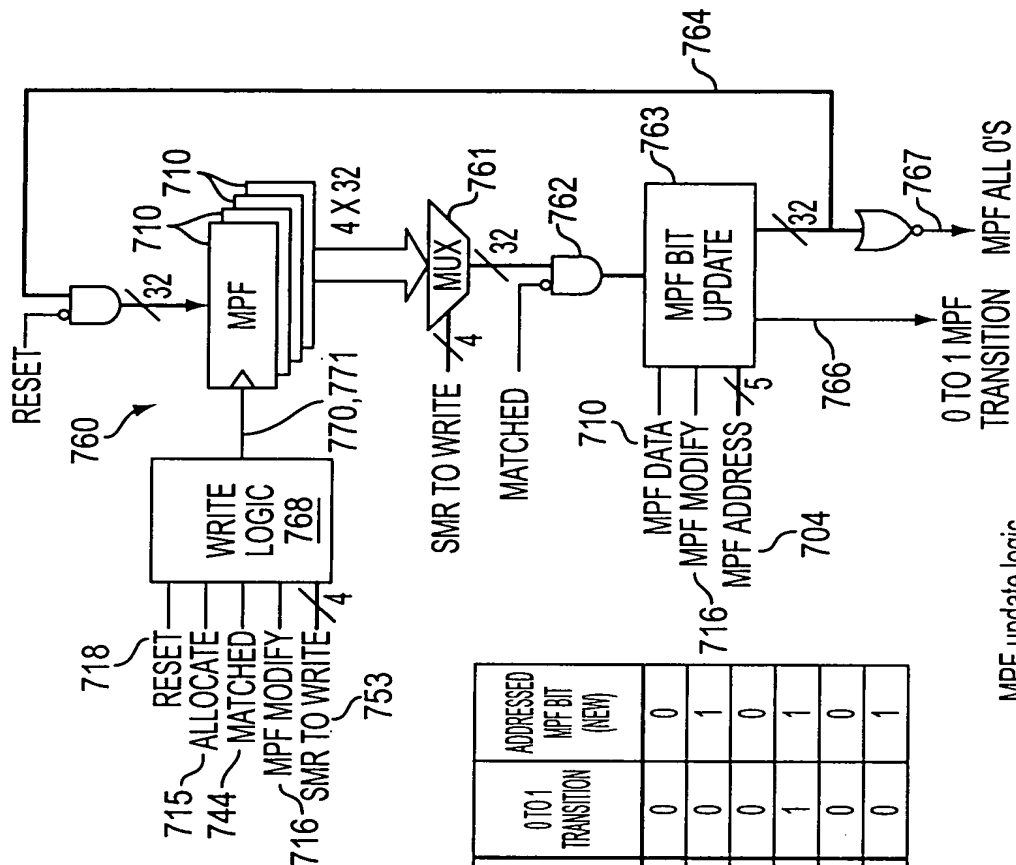 RESET
32
710
710
MPF
4 X 32
764
760
770,771
WRITE
LOGIC
768
718
RESET
715 ALLOCATE
744 MATCHED
716 MPF MODIFY
SMR TO WRITE
4
753
MUX
761
4
SMR TO WRITE
32
762
MATCHED
763
MPF BIT
UPDATE
710
MPF DATA
716 MPF MODIFY
MPF ADDRESS
5
704
32
766
767
0 TO 1 MPF
TRANSITION
MPF ALL 0'S
0 TO 1
TRANSITION
ADDRESSED
MPF BIT
(NEW)
0 0
0 1
0 0
1 1
0 0
0 1
MPF update logic